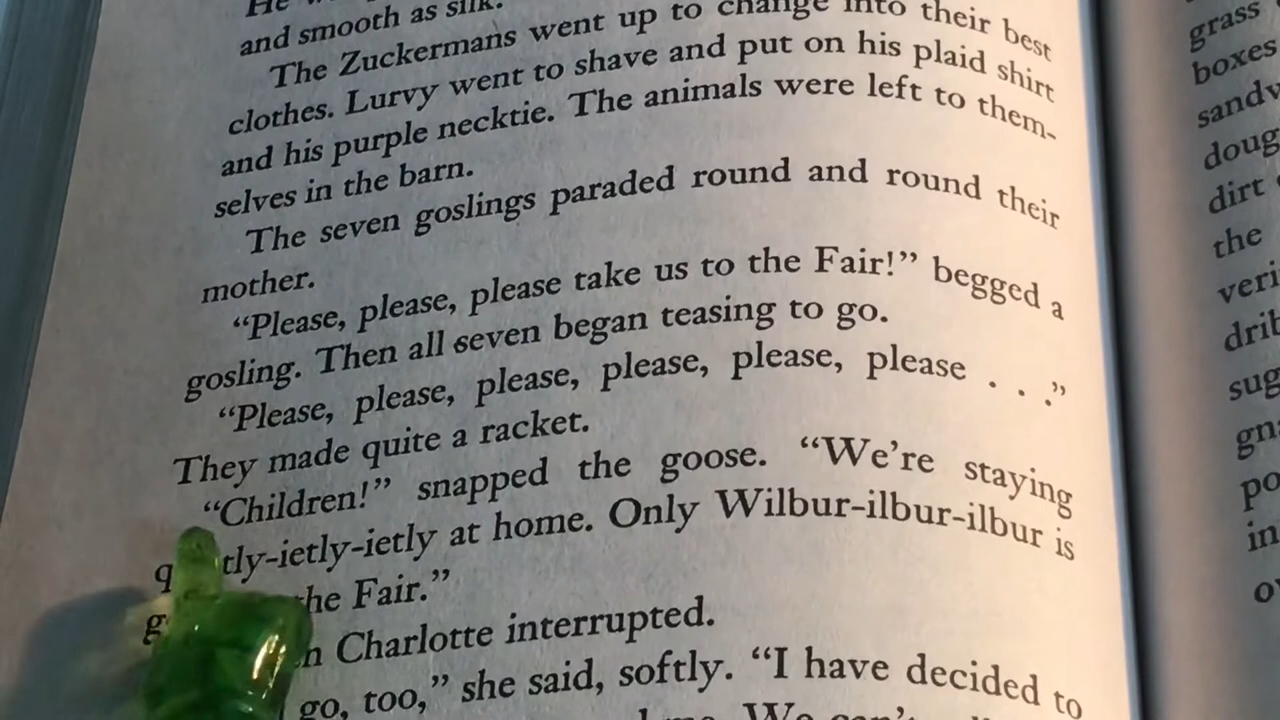 He
and smooth as silk.
The Zuckermans went up to change into their best
clothes. Lurvy went to shave and put on his plaid shirt
and his purple necktie. The animals were left to them-
selves in the barn.
The seven goslings paraded round and round their
mother.
“Please, please, please take us to the Fair!” begged a
gosling. Then all seven began teasing to go.
“Please, please, please, please, please, please . . .”
They made quite a racket.
“Children!” snapped the goose. “We’re staying
tly-ietly-ietly at home. Only Wilbur-ilbur-ilbur is
the Fair.”
Charlotte interrupted.
go, too,” she said, softly. “I have decided to
We can’t
grass
boxes
sandw
doug
dirt
the
veri
drib
sug
gna
po
in
ov